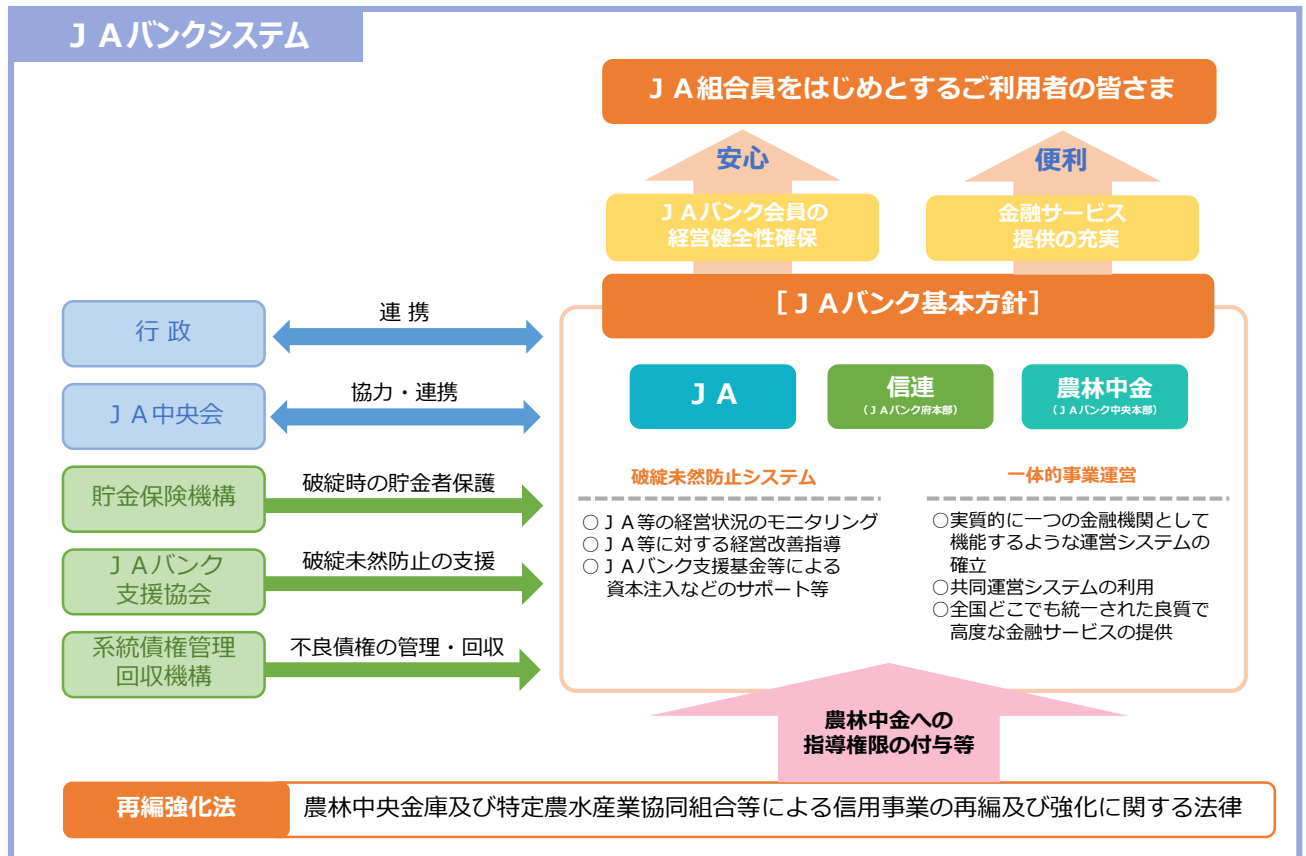 ＪＡバンクシステム
ＪＡ組合員をはじめとするご利用者の皆さま
安心
便利
ＪＡバンク会員の
経営健全性確保
金融サービス
提供の充実
［ＪＡバンク基本方針］
行 政
連 携
ＪＡ中央会
協力・連携
貯金保険機構
破綻時の貯金者保護
ＪＡバンク
支援協会
破綻未然防止の支援
系統債権管理
回収機構
不良債権の管理・回収
ＪＡ
信連
（ＪＡバンク府本部）
農林中金
（ＪＡバンク中央本部）
破綻未然防止システム
○ＪＡ等の経営状況のモニタリング
○ＪＡ等に対する経営改善指導
○ＪＡバンク支援基金等による
資本注入などのサポート等
一体的事業運営
○実質的に一つの金融機関として
機能するような運営システムの
確立
○共同運営システムの利用
○全国どこでも統一された良質で
高度な金融サービスの提供
農林中金への
指導権限の付与等
再編強化法
農林中央金庫及び特定農水産業協同組合等による信用事業の再編及び強化に関する法律